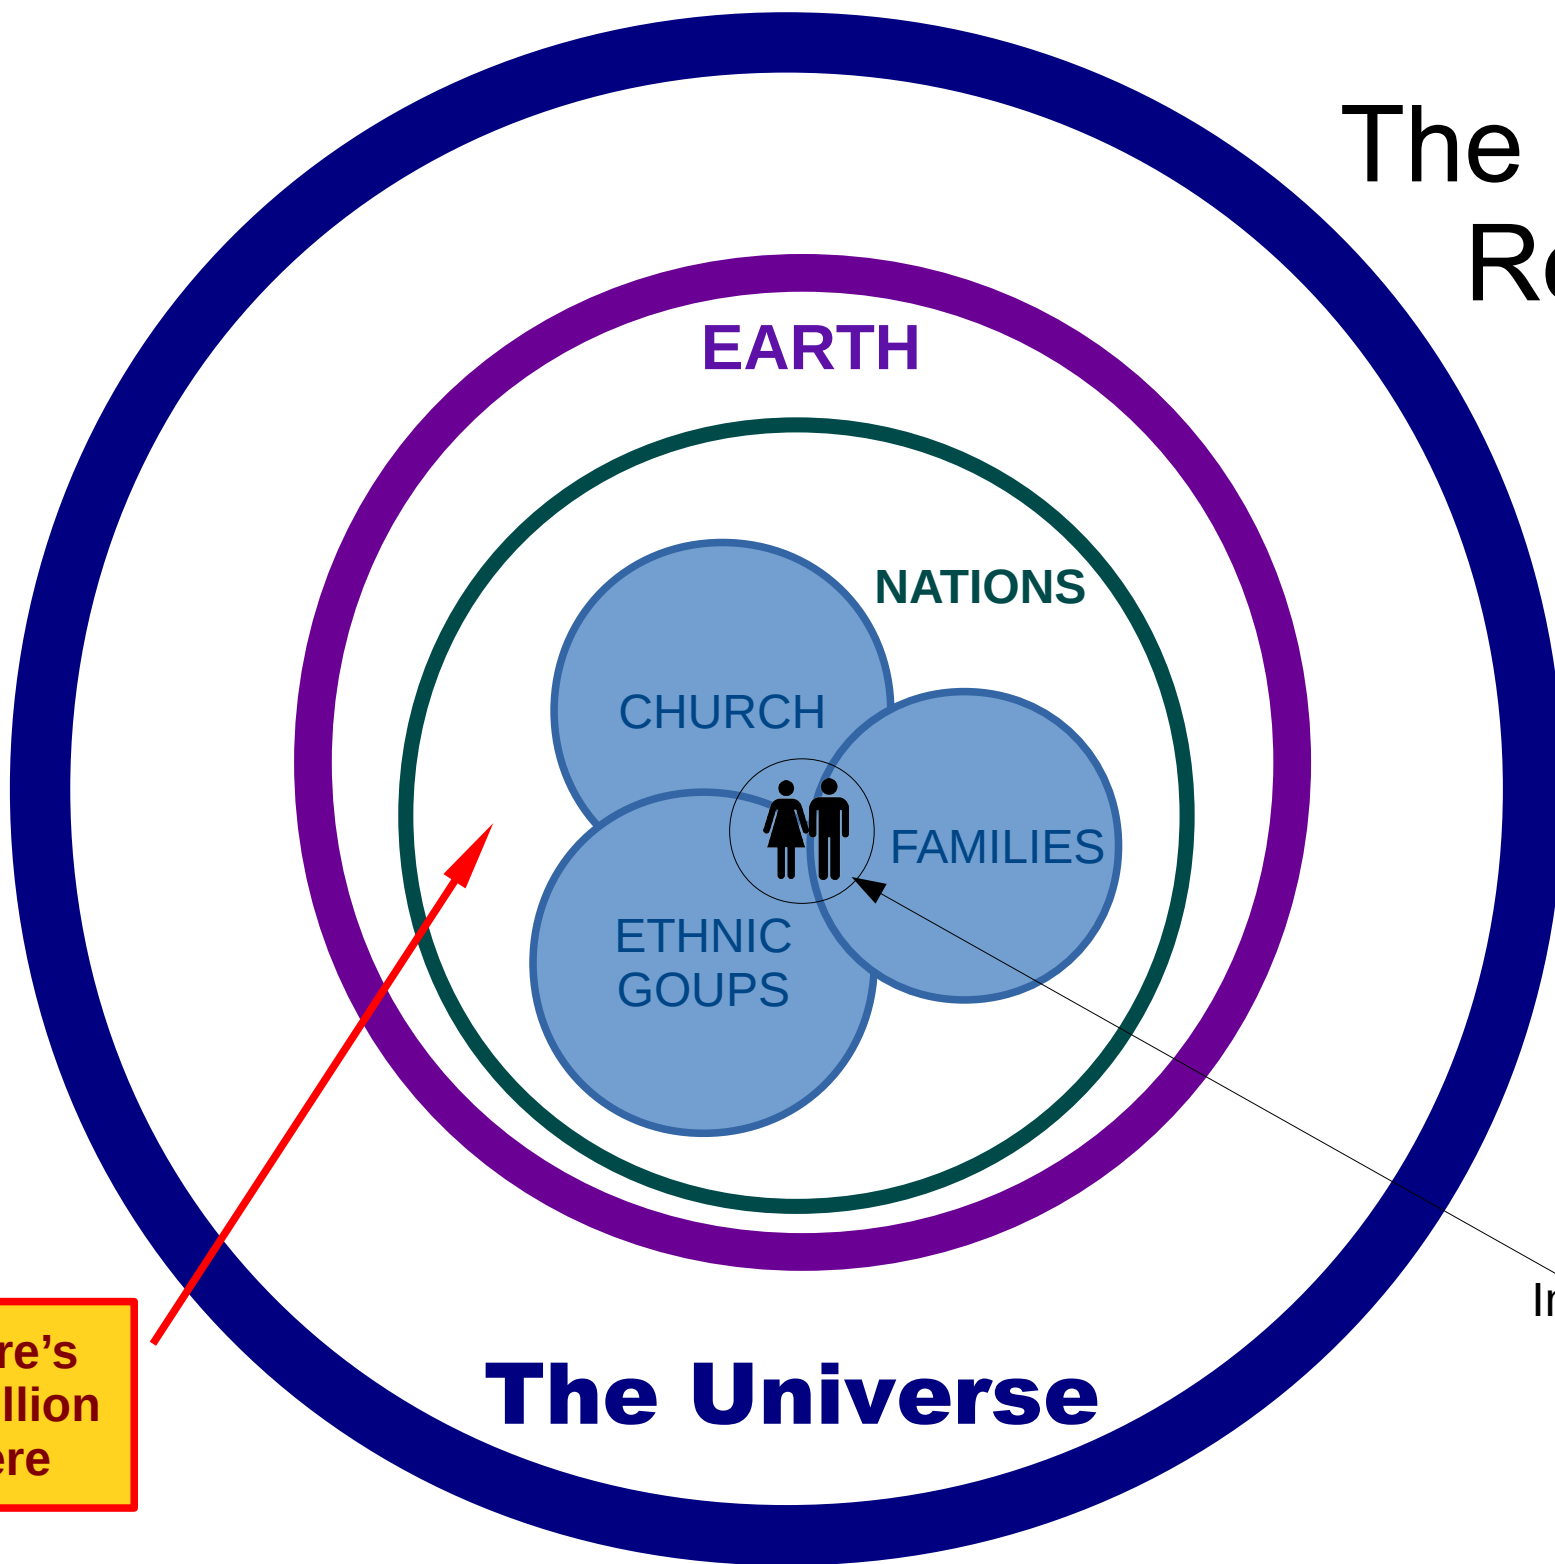 The
EARTH
NATIONS
CHURCH
FAMILIES
ETHNIC
GOUPS
The Universe